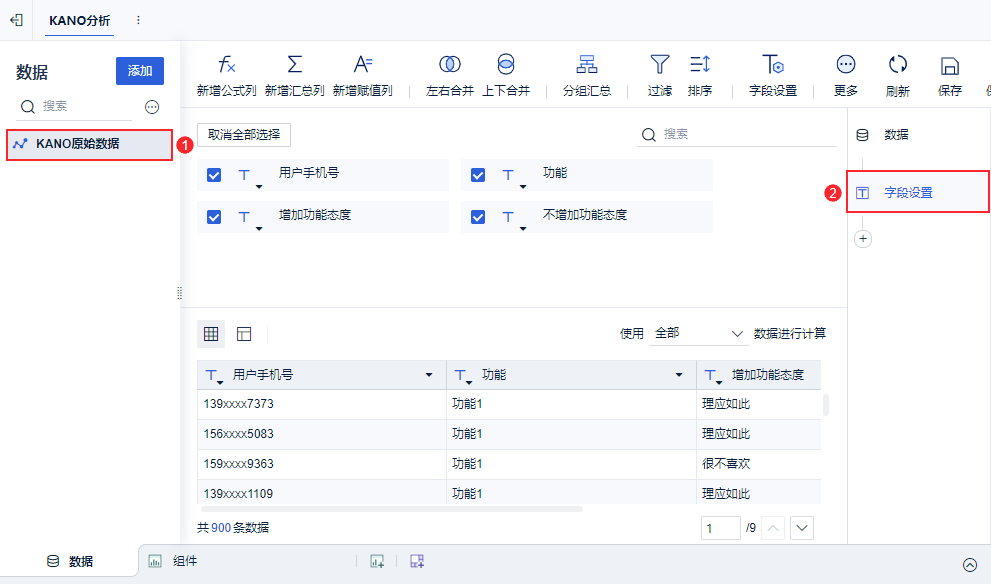 KANO分析
数据
添加
搜索
KANO原始数据
1
新增公式列 新增汇总列 新增赋值列 左右合并 上下合并 分组汇总 过滤 排序 字段设置 更多 刷新 保存
取消全部选择
搜索
用户手机号 功能
增加功能态度 不增加功能态度
数据
2
字段设置
使用 全部 数据进行计算
用户手机号 功能 增加功能态度
139xxxx7373 功能1 理应如此
156xxxx5083 功能1 理应如此
159xxxx9363 功能1 很不喜欢
139xxxx1109 功能1 理应如此
共900条数据 1 /9
数据 组件